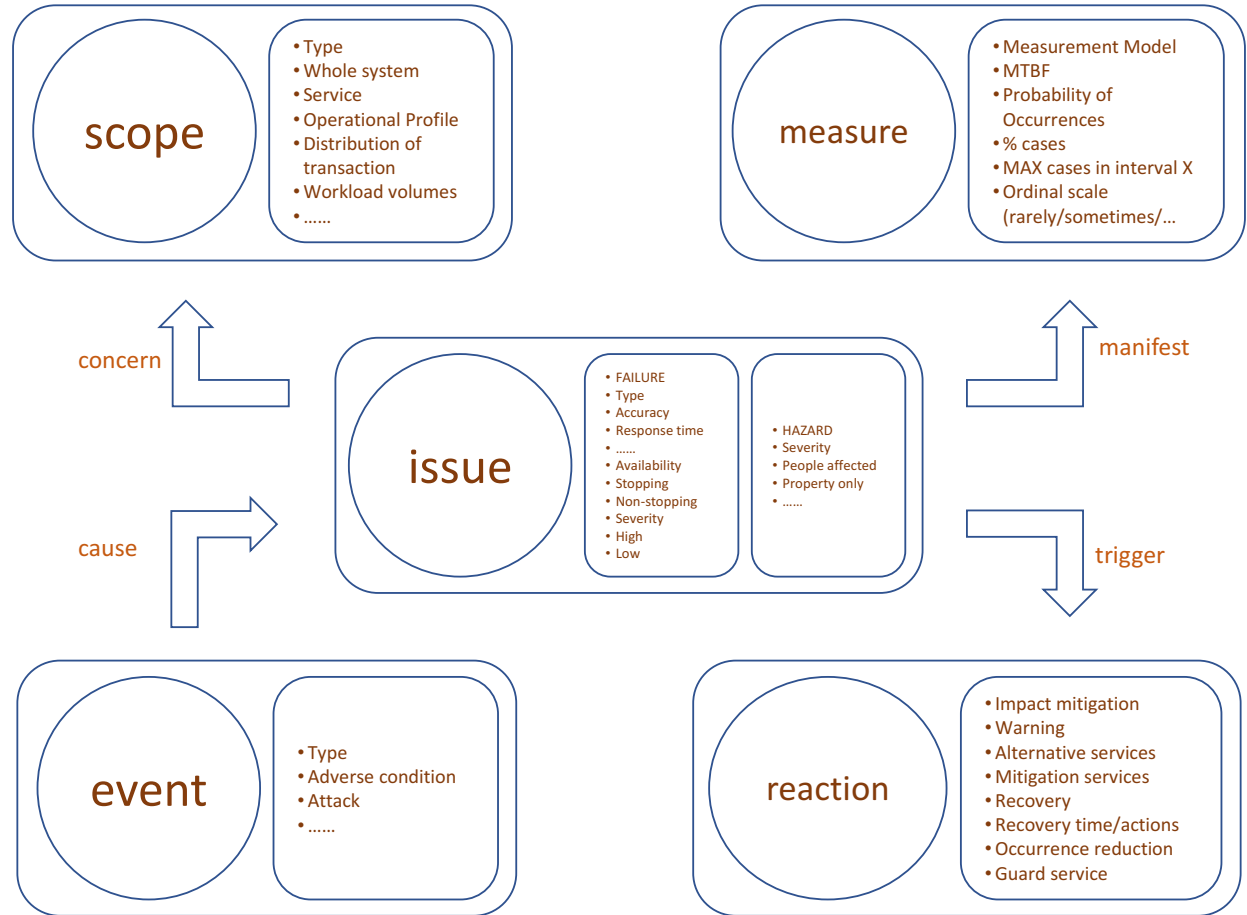 scope
• Type
• Whole system
• Service
• Operational Profile
• Distribution of
transaction
• Workload volumes
• ......
measure
• Measurement Model
• MTBF
• Probability of
Occurrences
• % cases
• MAX cases in interval X
• Ordinal scale
(rarely/sometimes/...
concern
manifest
issue
• FAILURE
• Type
• Accuracy
• Response time
• ......
• Availability
• Stopping
• Non-stopping
• Severity
• High
• Low
• HAZARD
• Severity
• People affected
• Property only
• ......
cause
trigger
event
• Type
• Adverse condition
• Attack
• ......
reaction
• Impact mitigation
• Warning
• Alternative services
• Mitigation services
• Recovery
• Recovery time/actions
• Occurrence reduction
• Guard service